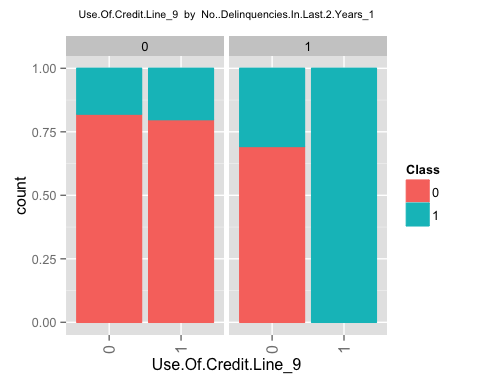 Use.Of.Credit.Line_9 by No..Delinquencies.In.Last.2.Years_1
0 1
1.00
0.75
0.50
0.25
0.00
count
0 1 0 1
Use.Of.Credit.Line_9
Class
0
1